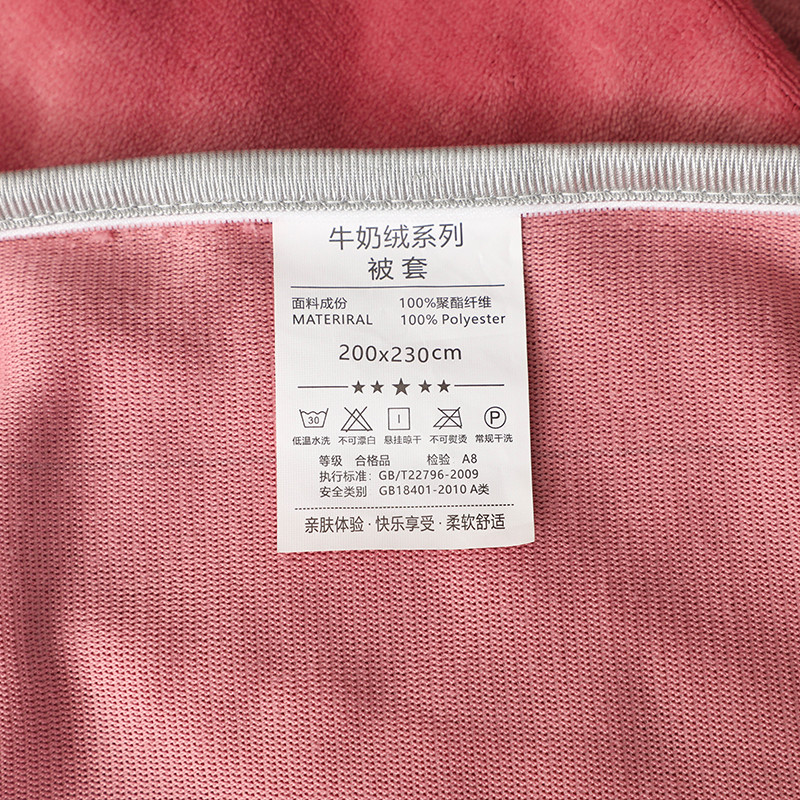 牛奶绒系列
被套
面料成份 100%聚酯纤维
MATERIRAL 100% Polyester
200x230cm
30 P
低温水洗 不可漂白 悬挂晾干 不可熨烫 常规干洗
等级 合格品 检验 A8
执行标准: GB/T22796-2009
安全类别 GB18401-2010 A类
亲肤体验·快乐享受·柔软舒适